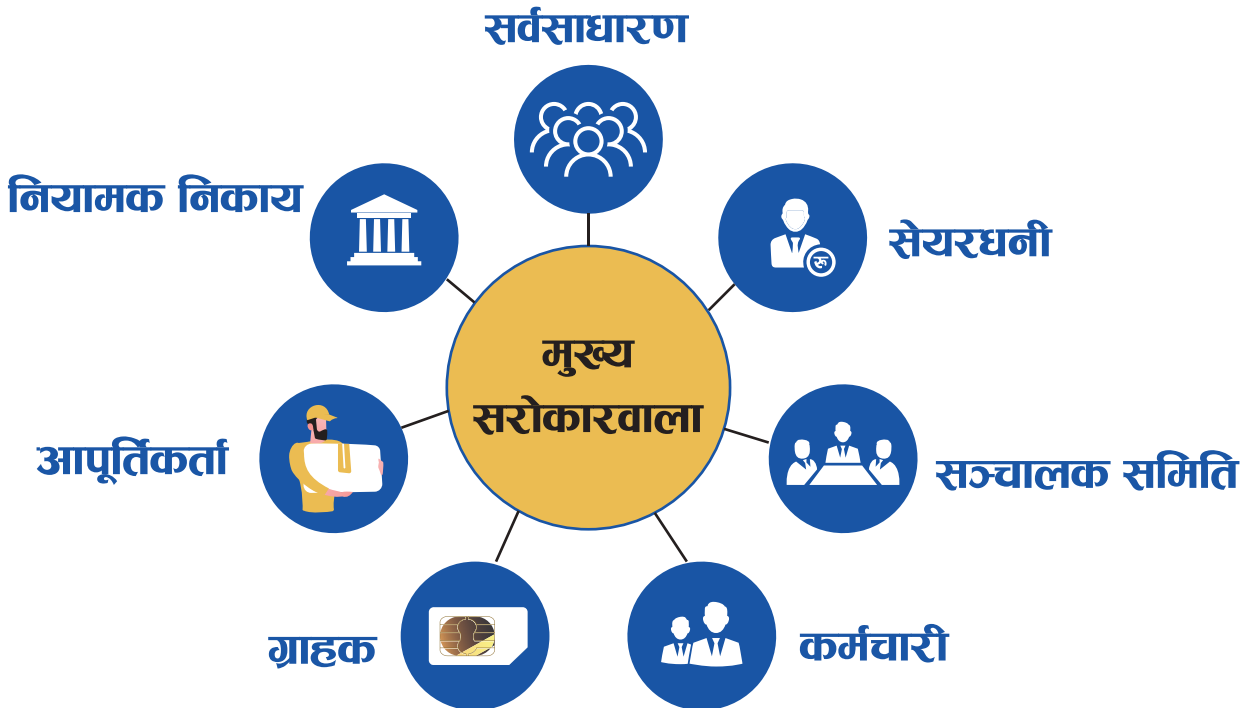 सर्वसाधारण
नियामक निकाय
सेयरधनी
रु
मुख्य
सरोकारवाला
आपूर्तिकर्ता
सञ्चालक समिति
ग्राहक
कर्मचारी